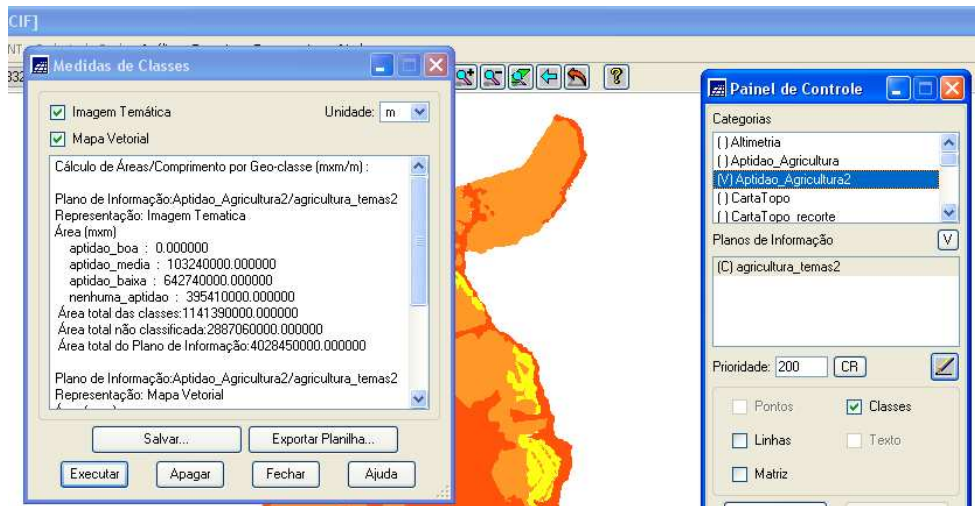 CIF]
Medidas de Classes
Imagem Temática
Unidade: m
Mapa Vetorial
Cálculo de Áreas/Comprimento por Geo-classe (mxm/m) :
Plano de Informação:Aptidao_Agricultura2/agricultura_temas2
Representação: Imagem Tematica
Área (mxm)
aptidao_boa : 0.000000
aptidao_media : 103240000.000000
aptidao_baixa : 642740000.000000
nenhuma_aptidao : 395410000.000000
Área total das classes:1141390000.000000
Área total não classificada:2887060000.000000
Área total do Plano de Informação:4028450000.000000
Plano de Informação:Aptidao_Agricultura2/agricultura_temas2
Representação: Mapa Vetorial
Salvar...
Exportar Planilha...
Executar
Apagar
Fechar
Ajuda
?
Painel de Controle
Categorias
( ) Altimetria
( ) Aptidao_Agricultura
(V) Aptidao_Agricultura2
( ) CartaTopo
( ) CartaTopo_recorte
Planos de Informação
V
(C) agricultura_temas2
Prioridade: 200
CR
Pontos
Classes
Linhas
Texto
Matriz